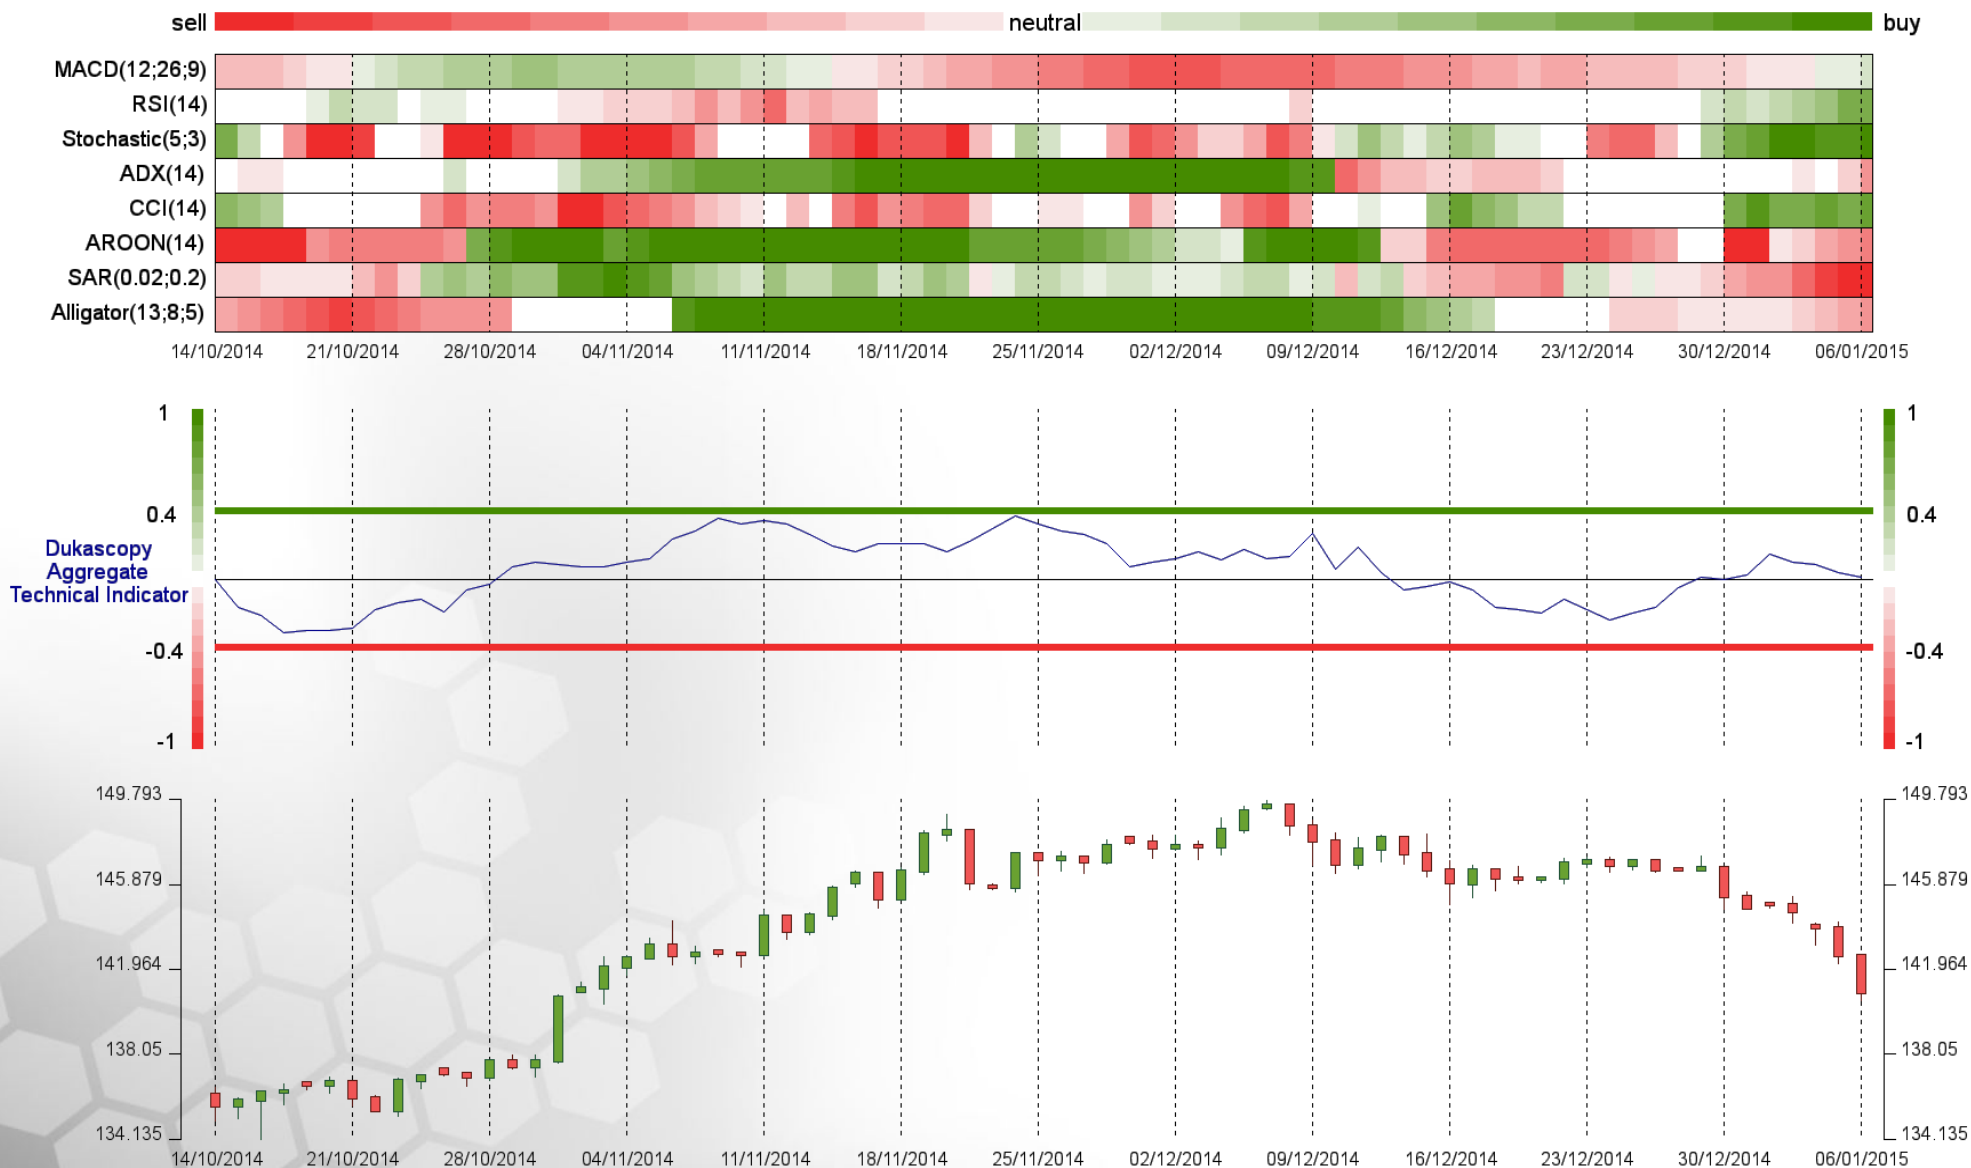 sell neutral buy
MACD(12;26;9)
RSI(14)
Stochastic(5;3)
ADX(14)
CCI(14)
AROON(14)
SAR(0.02;0.2)
Alligator(13;8;5)
14/10/2014 21/10/2014 28/10/2014 04/11/2014 11/11/2014 18/11/2014 25/11/2014 02/12/2014 09/12/2014 16/12/2014 23/12/2014 30/12/2014 06/01/2015
1 1
0.4 0.4
Dukascopy
Aggregate
Technical Indicator
-0.4 -0.4
-1 -1
149.793 149.793
145.879 145.879
141.964 141.964
138.05 138.05
134.135 134.135
14/10/2014 21/10/2014 28/10/2014 04/11/2014 11/11/2014 18/11/2014 25/11/2014 02/12/2014 09/12/2014 16/12/2014 23/12/2014 30/12/2014 06/01/2015